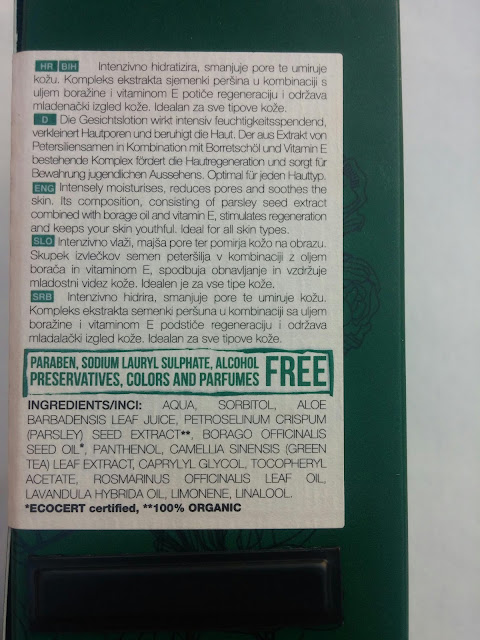 HR BIH Intenzivno hidratizira, smanjuje pore te umiruje
kožu. Kompleks ekstrakta sjemenki peršina u kombinaciji s
uljem boražine i vitaminom E potiče regeneraciju i održava
mladenački izgled kože. Idealan za sve tipove kože.
D Die Gesichtslotion wirkt intensiv feuchtigkeitsspendend,
verkleinert Hautporen und beruhigt die Haut. Der aus Extrakt von
Petersiliensamen in Kombination mit Borretschöl und Vitamin E
bestehende Komplex fördert die Hautregeneration und sorgt für
Bewahrung jugendlichen Aussehens. Optimal für jeden Hauttyp.
ENG Intensely moisturises, reduces pores and soothes the
skin. Its composition, consisting of parsley seed extract
combined with borage oil and vitamin E, stimulates regeneration
and keeps your skin youthful. Ideal for all skin types.
SLO Intenzivno vlaži, majša pore ter pomirja kožo na obrazu.
Skupek izvlečkov semen peteršilja v kombinaciji z oljem
borača in vitaminom E, spodbuja obnavljanje in vzdržuje
mladostni videz kože. Idealen je za vse tipe kože.
SRB Intenzivno hidrira, smanjuje pore te umiruje kožu.
Kompleks ekstrakta semenki peršuna u kombinaciji sa uljem
boražine i vitaminom E podstiče regeneraciju i održava
mladalački izgled kože. Idealan za sve tipove kože.
PARABEN, SODIUM LAURYL SULPHATE, ALCOHOL
PRESERVATIVES, COLORS AND PARFUMES FREE
INGREDIENTS/INCI: AQUA, SORBITOL, ALOE
BARBADENSIS LEAF JUICE, PETROSELINUM CRISPUM
(PARSLEY) SEED EXTRACT**, BORAGO OFFICINALIS
SEED OIL*, PANTHENOL, CAMELLIA SINENSIS (GREEN
TEA) LEAF EXTRACT, CAPRYLYL GLYCOL, TOCOPHERYL
ACETATE, ROSMARINUS OFFICINALIS LEAF OIL,
LAVANDULA HYBRIDA OIL, LIMONENE, LINALOOL.
*ECOCERT certified, **100% ORGANIC